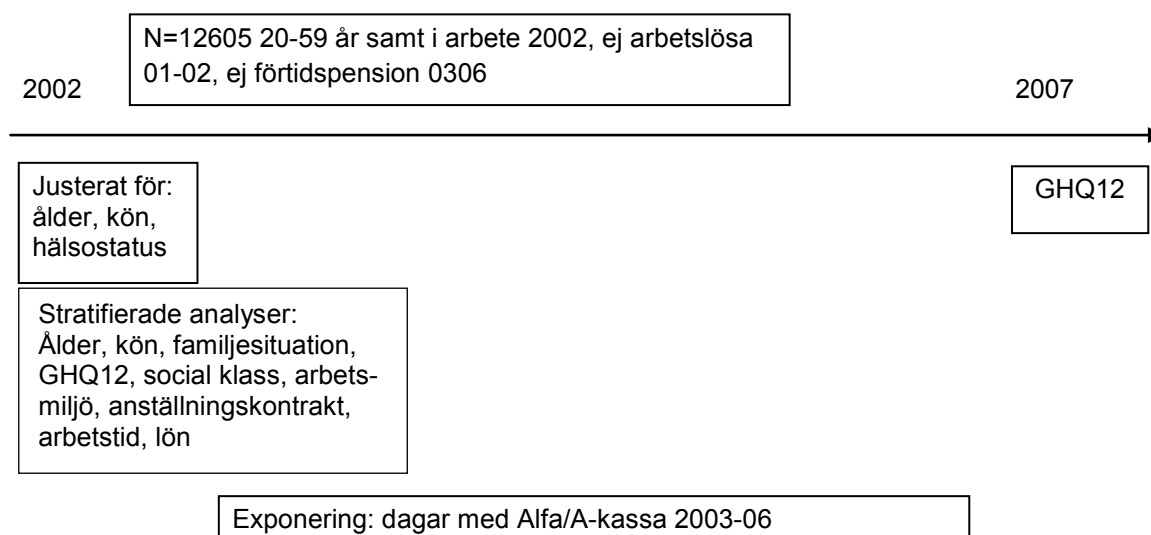 N=12605 20-59 år samt i arbete 2002, ej arbetslösa
01-02, ej förtidspension 0306
2002
2007
Justerat för:
ålder, kön,
hälsostatus
GHQ12
Stratifierade analyser:
Ålder, kön, familjesituation,
GHQ12, social klass, arbets-
miljö, anställningskontrakt,
arbetstid, lön
Exponering: dagar med Alfa/A-kassa 2003-06